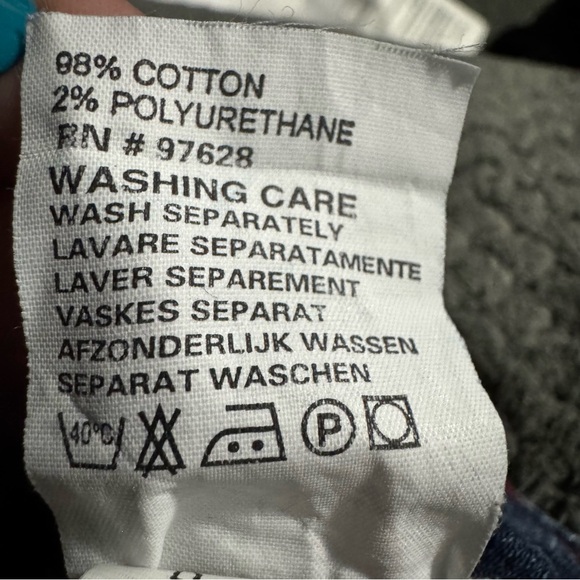 98% COTTON
2% POLYURETHANE
RN # 97628
WASHING CARE
WASH SEPARATELY
LAVARE SEPARATAMENTE
LAVER SEPAREMENT
VASKES SEPARAT
AFZONDERLIJK WASSEN
SEPARAT WASCHEN
40°C P